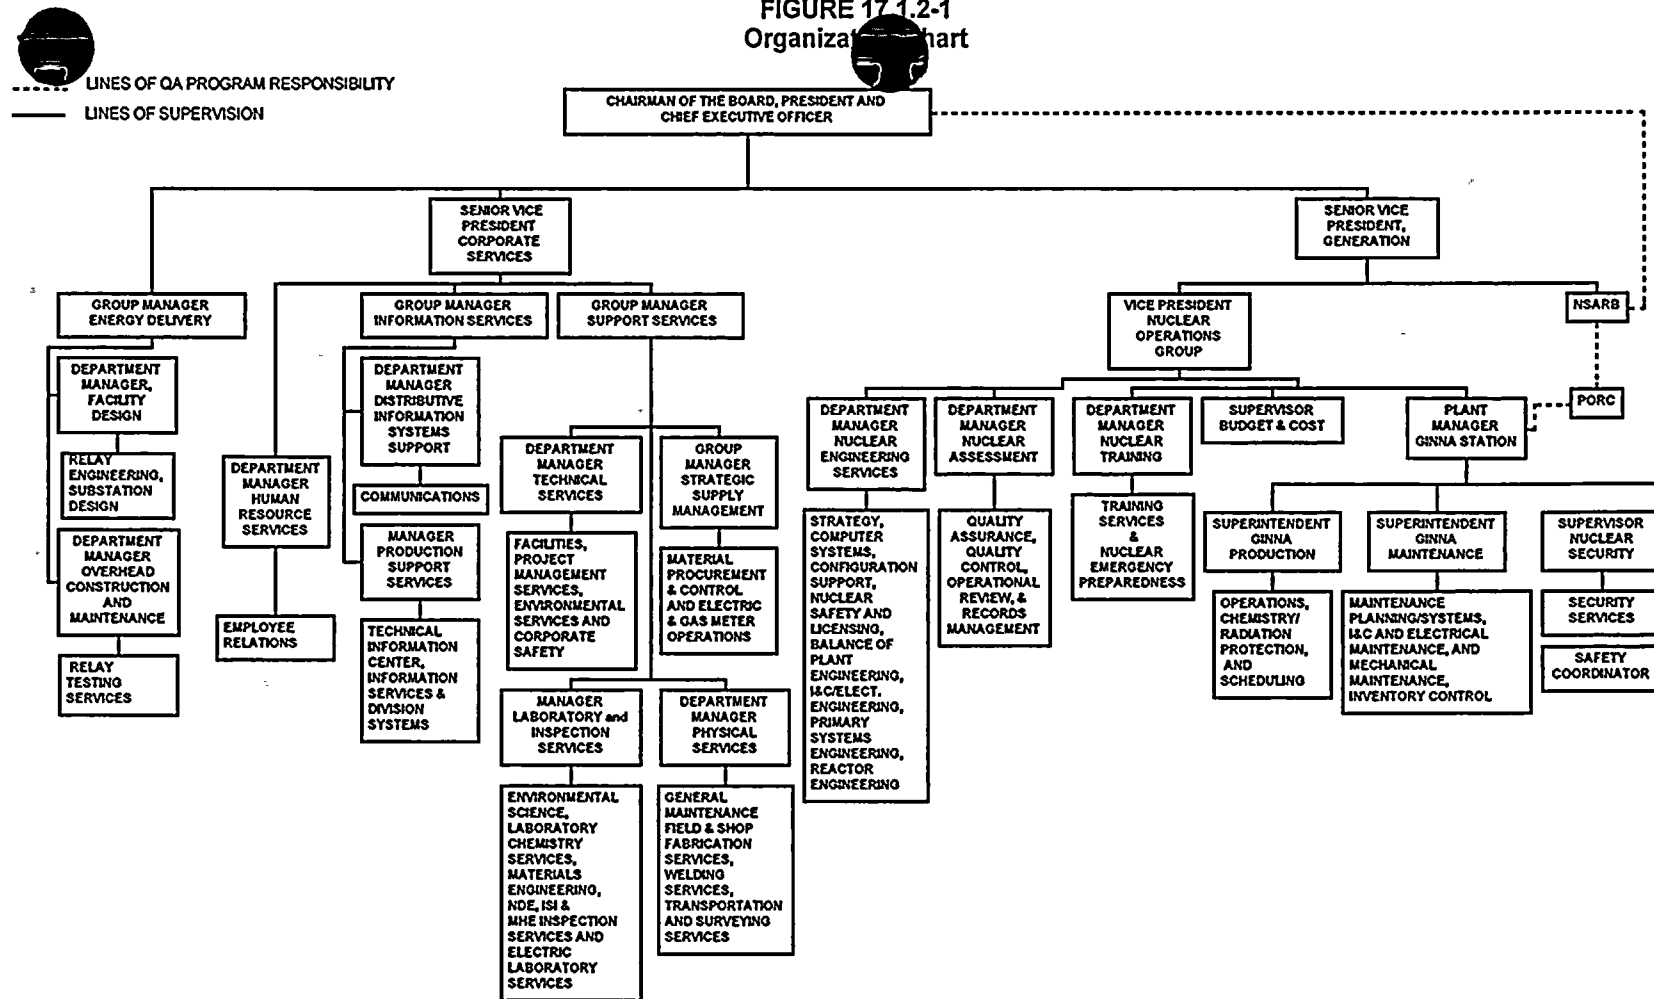 FIGURE 17.1.2-1
LINES OF QA PROGRAM RESPONSIBILITY
LINES OF SUPERVISION
CHAIRMAN OF THE BOARD, PRESIDENT AND
CHIEF EXECUTIVE OFFICER
SENIOR VICE
PRESIDENT
CORPORATE
SERVICES
SENIOR VICE
PRESIDENT,
GENERATION
GROUP MANAGER
ENERGY DELIVERY
GROUP MANAGER
INFORMATION SERVICES
GROUP MANAGER
SUPPORT SERVICES
VICE PRESIDENT
NUCLEAR
OPERATIONS
GROUP
NSARB
DEPARTMENT
MANAGER,
FACILITY
DESIGN
RELAY
ENGINEERING,
SUBSTATION
DESIGN
DEPARTMENT
MANAGER
OVERHEAD
CONSTRUCTION
AND
MAINTENANCE
RELAY
TESTING
SERVICES
DEPARTMENT
MANAGER
HUMAN
RESOURCE
SERVICES
EMPLOYEE
RELATIONS
DEPARTMENT
MANAGER
DISTRIBUTIVE
INFORMATION
SYSTEMS
SUPPORT
COMMUNICATIONS
MANAGER
PRODUCTION
SUPPORT
SERVICES
TECHNICAL
INFORMATION
CENTER,
INFORMATION
SERVICES &
DIVISION
SYSTEMS
DEPARTMENT
MANAGER
TECHNICAL
SERVICES
FACILITIES,
PROJECT
MANAGEMENT
SERVICES,
ENVIRONMENTAL
SERVICES AND
CORPORATE
SAFETY
GROUP
MANAGER
STRATEGIC
SUPPLY
MANAGEMENT
MATERIAL
PROCUREMENT
& CONTROL
AND ELECTRIC
& GAS METER
OPERATIONS
MANAGER
LABORATORY and
INSPECTION
SERVICES
ENVIRONMENTAL
SCIENCE,
LABORATORY
CHEMISTRY
SERVICES,
MATERIALS
ENGINEERING,
NDE, ISI &
MHE INSPECTION
SERVICES AND
ELECTRIC
LABORATORY
SERVICES
DEPARTMENT
MANAGER
PHYSICAL
SERVICES
GENERAL
MAINTENANCE
FIELD & SHOP
FABRICATION
SERVICES,
WELDING
SERVICES,
TRANSPORTATION
AND SURVEYING
SERVICES
DEPARTMENT
MANAGER
NUCLEAR
ENGINEERING
SERVICES
STRATEGY,
COMPUTER
SYSTEMS,
CONFIGURATION
SUPPORT,
NUCLEAR
SAFETY AND
LICENSING,
BALANCE OF
PLANT
ENGINEERING,
I&C/ELECT.
ENGINEERING,
PRIMARY
SYSTEMS
ENGINEERING,
REACTOR
ENGINEERING
DEPARTMENT
MANAGER
NUCLEAR
ASSESSMENT
QUALITY
ASSURANCE,
QUALITY
CONTROL,
OPERATIONAL
REVIEW, &
RECORDS
MANAGEMENT
DEPARTMENT
MANAGER
NUCLEAR
TRAINING
TRAINING
SERVICES
&
NUCLEAR
EMERGENCY
PREPAREDNESS
SUPERVISOR
BUDGET & COST
PLANT
MANAGER
GINNA STATION
PORC
SUPERINTENDENT
GINNA
PRODUCTION
OPERATIONS,
CHEMISTRY/
RADIATION
PROTECTION,
AND
SCHEDULING
SUPERINTENDENT
GINNA
MAINTENANCE
MAINTENANCE
PLANNING/SYSTEMS,
I&C AND ELECTRICAL
MAINTENANCE, AND
MECHANICAL
MAINTENANCE,
INVENTORY CONTROL
SUPERVISOR
NUCLEAR
SECURITY
SECURITY
SERVICES
SAFETY
COORDINATOR